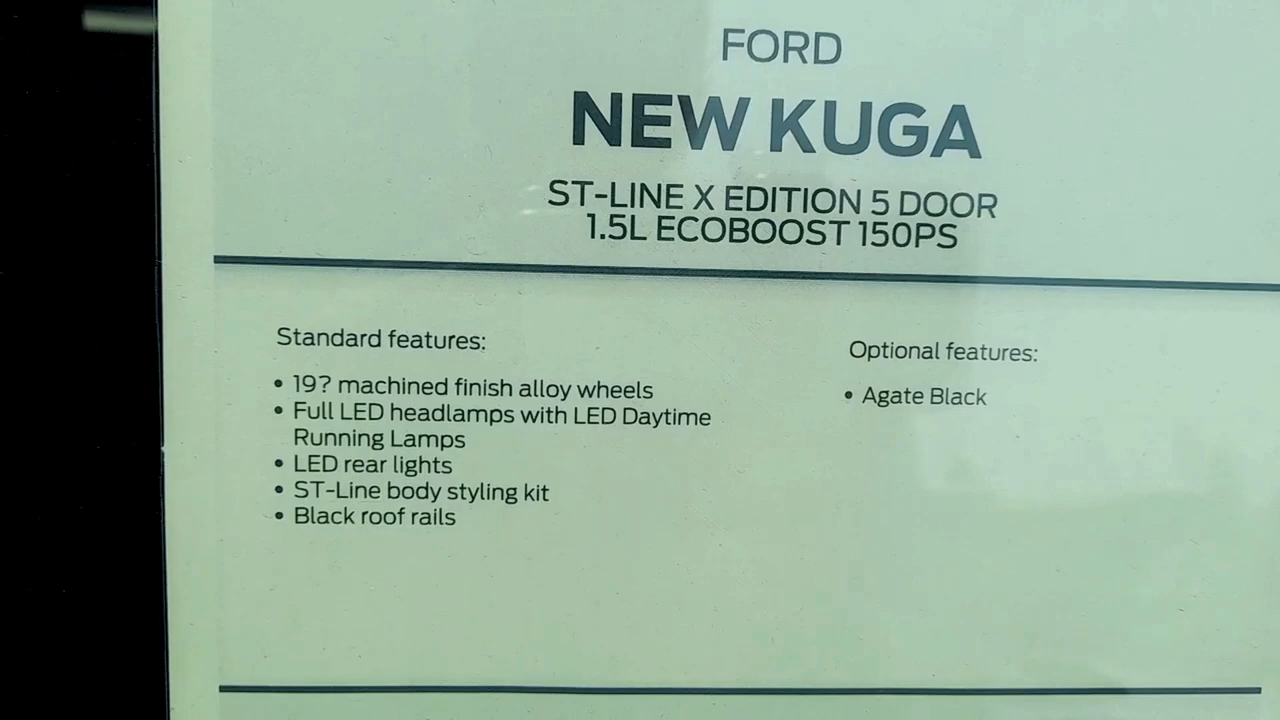 FORD
NEW KUGA
ST-LINE X EDITION 5 DOOR
1.5L ECOBOOST 150PS
Standard features:
• 19? machined finish alloy wheels
• Full LED headlamps with LED Daytime
Running Lamps
• LED rear lights
• ST-Line body styling kit
• Black roof rails
Optional features:
• Agate Black